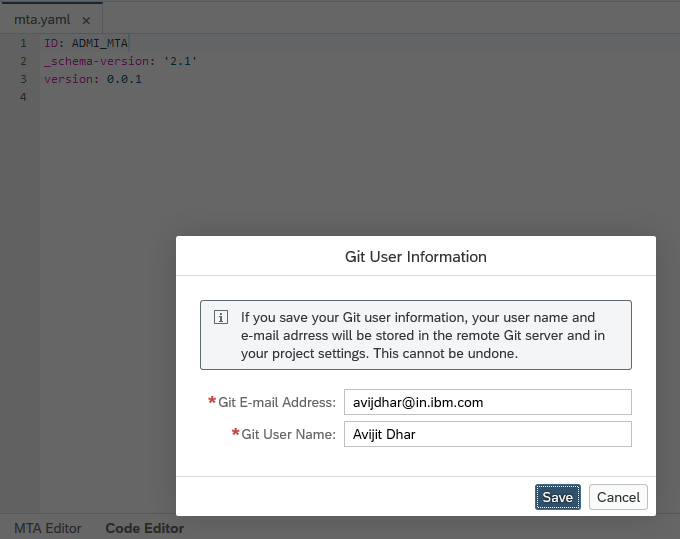 mta.yaml ×
1 ID: ADMI_MTA
2 _schema-version: '2.1'
3 version: 0.0.1
4
Git User Information
If you save your Git user information, your user name and
e-mail adrress will be stored in the remote Git server and in
your project settings. This cannot be undone.
*Git E-mail Address: avijdhar@in.ibm.com
*Git User Name: Avijit Dhar
Save Cancel
MTA Editor Code Editor